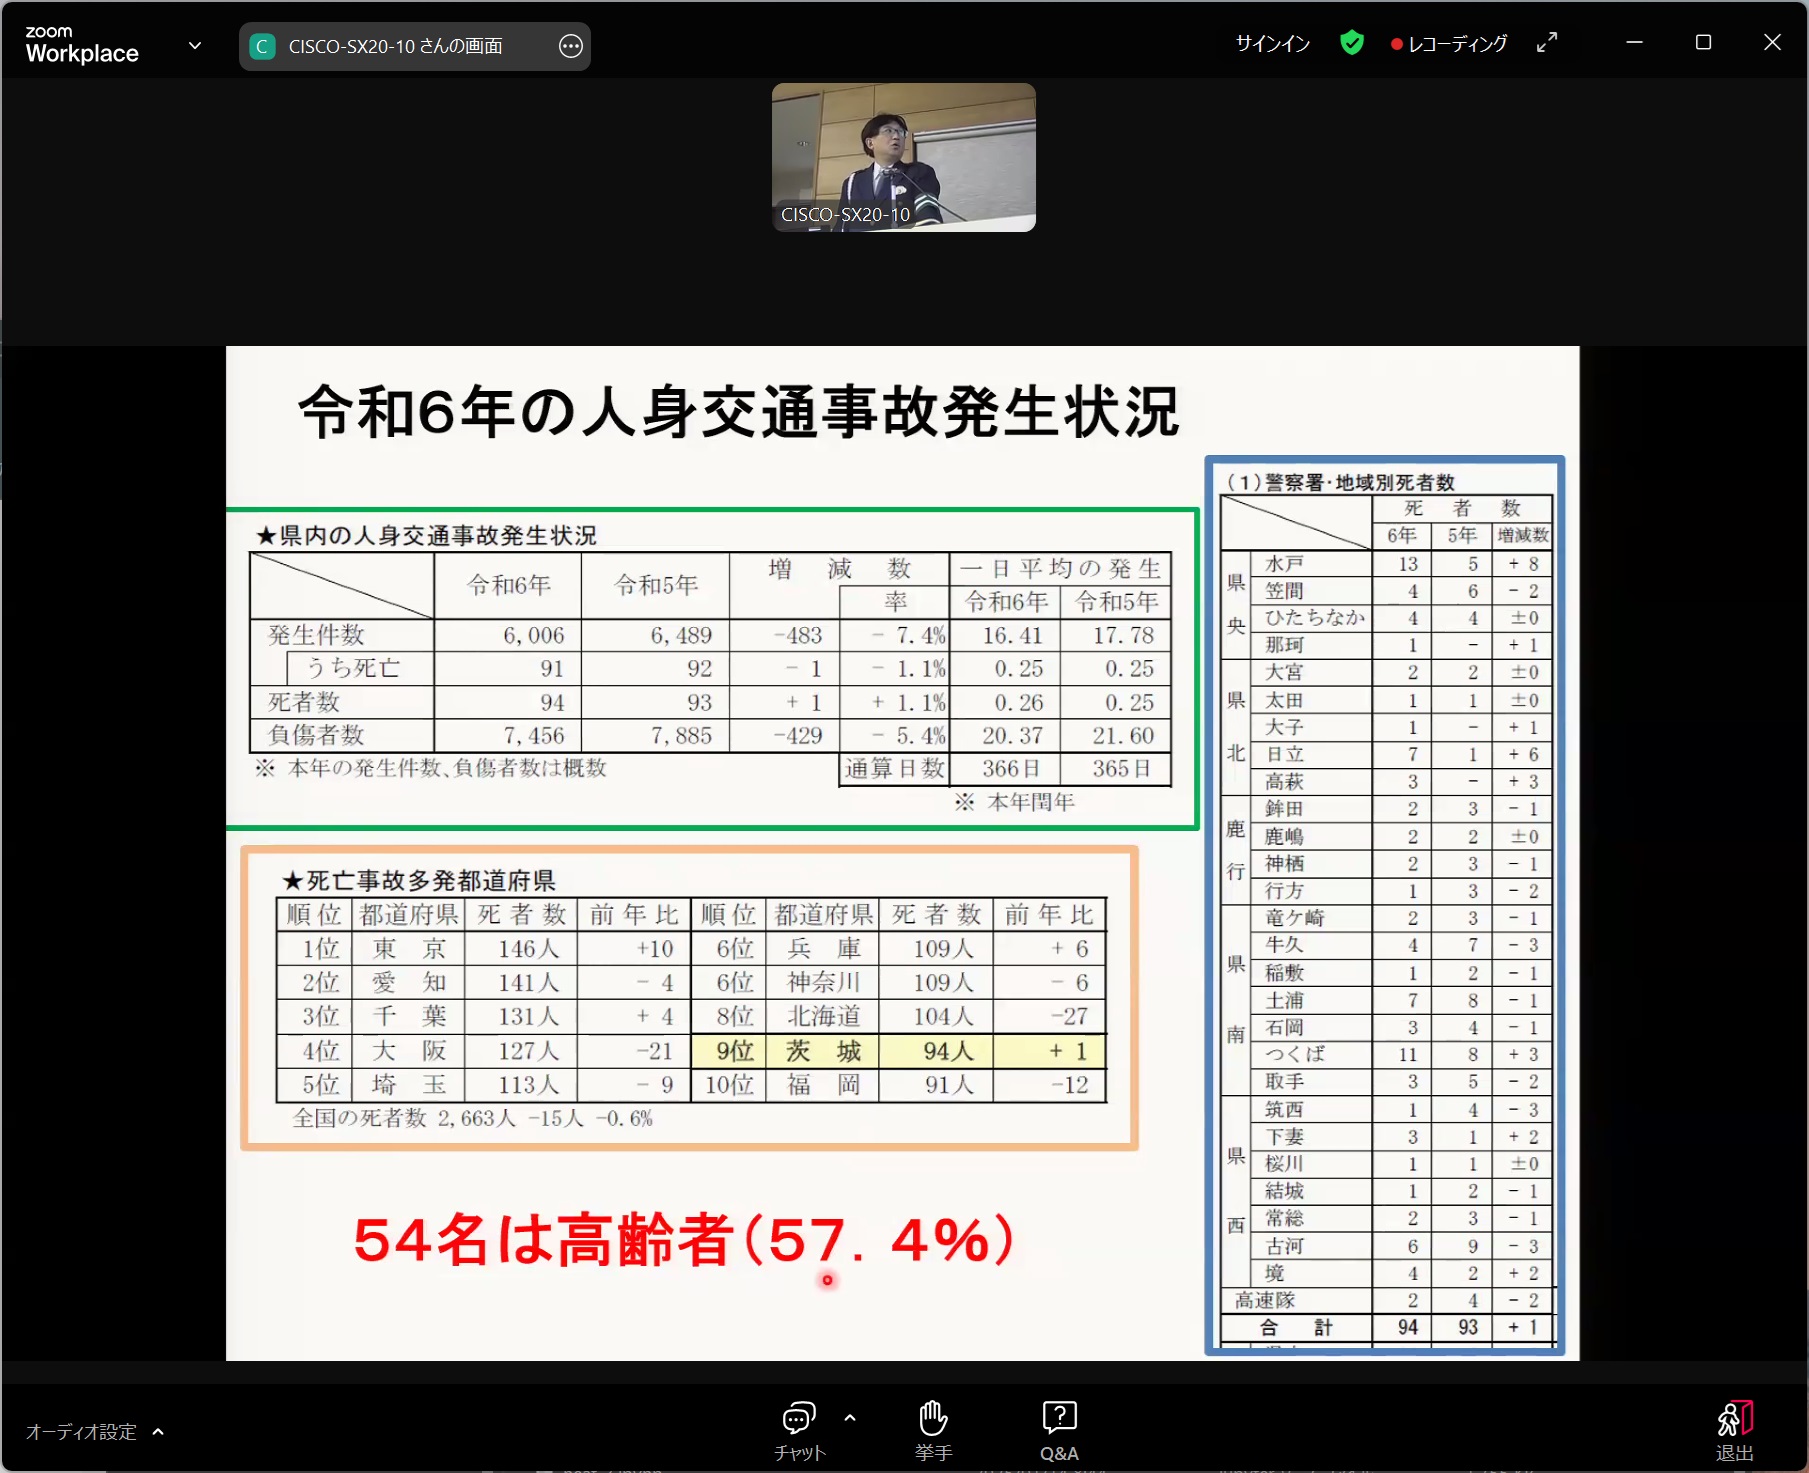 zoom
Workplace
C CISCO-SX20-10 さんの画面
サインイン
レコーディング
CISCO-SX20-10
令和6年の人身交通事故発生状況
★県内の人身交通事故発生状況
令和6年 令和5年 増減数 一日平均の発生
率 令和6年 令和5年
発生件数 6,006 6,489 -483 - 7.4% 16.41 17.78
うち死亡 91 92 - 1 - 1.1% 0.25 0.25
死者数 94 93 + 1 + 1.1% 0.26 0.25
負傷者数 7,456 7,885 -429 - 5.4% 20.37 21.60
※ 本年の発生件数、負傷者数は概数 通算日数 366日 365日
※ 本年閏年
★死亡事故多発都道府県
順位 都道府県 死者数 前年比 順位 都道府県 死者数 前年比
1位 東京 146人 +10 6位 兵庫 109人 + 6
2位 愛知 141人 - 4 6位 神奈川 109人 - 6
3位 千葉 131人 + 4 8位 北海道 104人 -27
4位 大阪 127人 -21 9位 茨城 94人 + 1
5位 埼玉 113人 - 9 10位 福岡 91人 -12
全国の死者数 2,663人 -15人 -0.6%
54名は高齢者(57.4%)
(1)警察署・地域別死者数
死者数
6年 5年 増減数
県央
水戸 13 5 + 8
笠間 4 6 - 2
ひたちなか 4 4 ±0
那珂 1 - + 1
県北
大宮 2 2 ±0
太田 1 1 ±0
大子 1 - + 1
日立 7 1 + 6
高萩 3 - + 3
鹿行
鉾田 2 3 - 1
鹿嶋 2 2 ±0
神栖 2 3 - 1
行方 1 3 - 2
県南
竜ケ崎 2 3 - 1
牛久 4 7 - 3
稲敷 1 2 - 1
土浦 7 8 - 1
石岡 3 4 - 1
つくば 11 8 + 3
取手 3 5 - 2
県西
筑西 1 4 - 3
下妻 3 1 + 2
桜川 1 1 ±0
結城 1 2 - 1
常総 2 3 - 1
古河 6 9 - 3
境 4 2 + 2
高速隊 2 4 - 2
合計 94 93 + 1
オーディオ設定
チャット
挙手
Q&A
退出